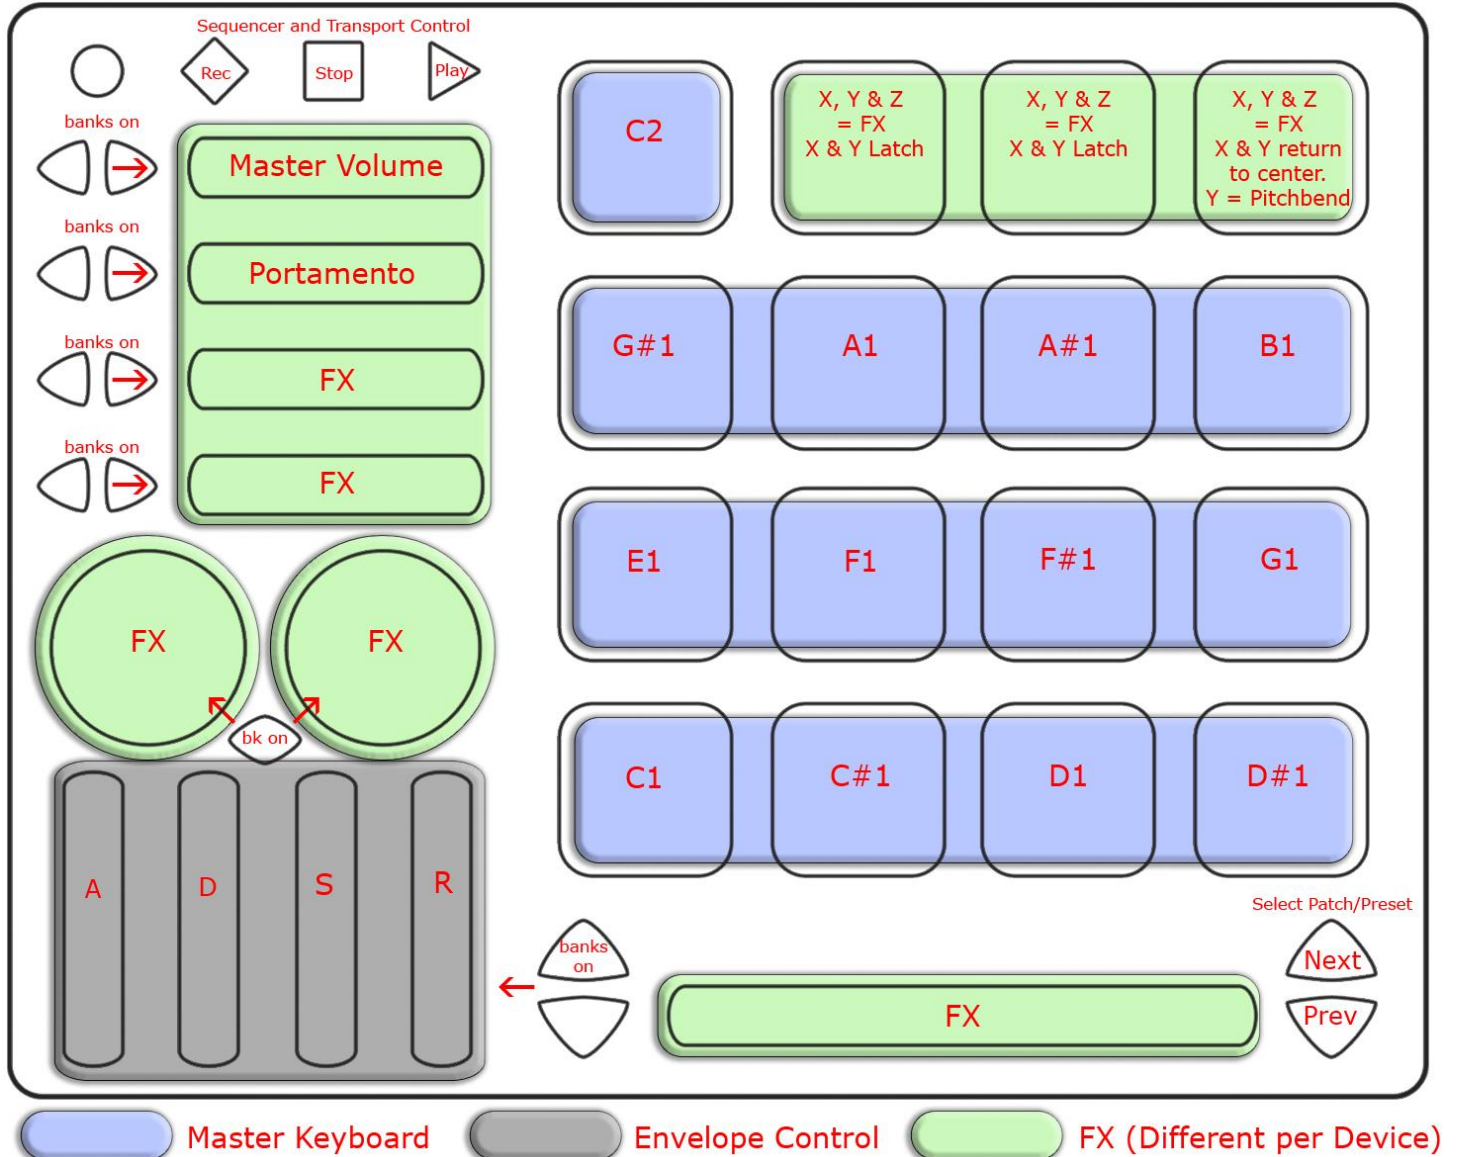 Sequencer and Transport Control
Rec
Stop
Play
banks on
Master Volume
banks on
Portamento
banks on
FX
banks on
FX
FX
FX
bk on
A
D
S
R
C2
X, Y & Z
= FX
X & Y Latch
X, Y & Z
= FX
X & Y Latch
X, Y & Z
= FX
X & Y return
to center.
Y = Pitchbend
G#1
A1
A#1
B1
E1
F1
F#1
G1
C1
C#1
D1
D#1
banks
on
FX
Select Patch/Preset
Next
Prev
Master Keyboard
Envelope Control
FX (Different per Device)